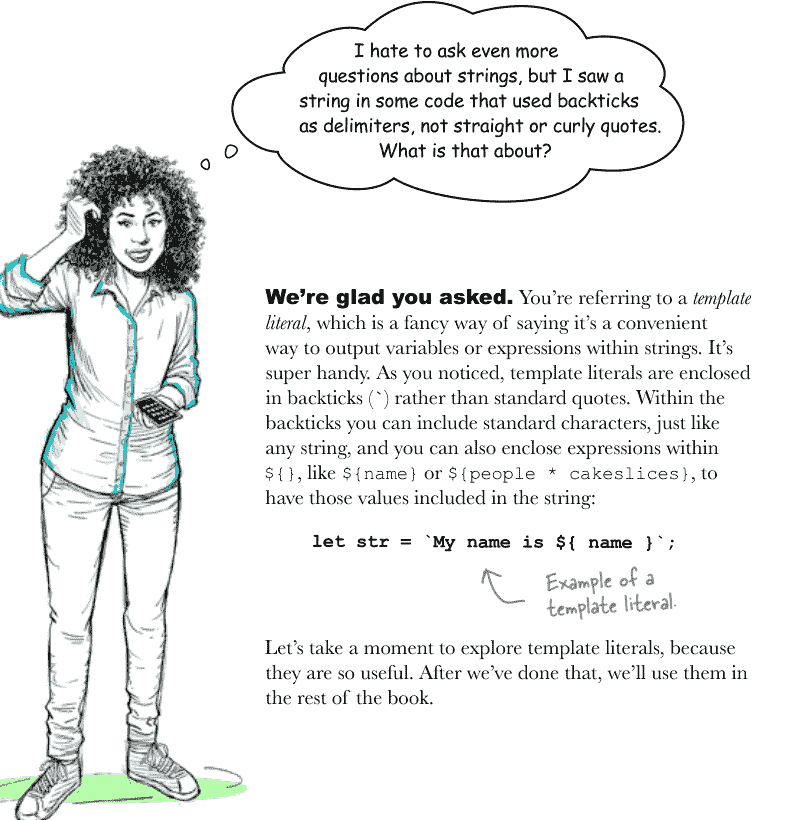 I hate to ask even more
questions about strings, but I saw a
string in some code that used backticks
as delimiters, not straight or curly quotes.
What is that about?
We’re glad you asked. You’re referring to a template
literal, which is a fancy way of saying it’s a convenient
way to output variables or expressions within strings. It’s
super handy. As you noticed, template literals are enclosed
in backticks (`) rather than standard quotes. Within the
backticks you can include standard characters, just like
any string, and you can also enclose expressions within
${}, like ${name} or ${people * cakeslices}, to
have those values included in the string:
let str = `My name is ${ name }`;
Example of a
template literal.
Let’s take a moment to explore template literals, because
they are so useful. After we’ve done that, we’ll use them in
the rest of the book.